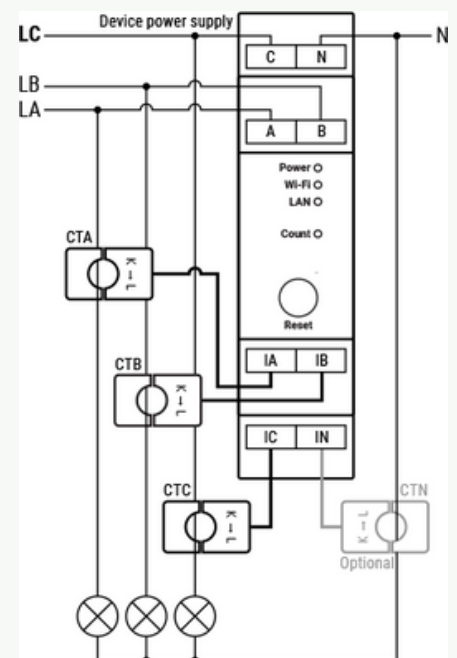 Device power supply
LC
N
C N
LB
LA
A B
Power
Wi-Fi
LAN
Count
Reset
CTA
K→L
IA IB
CTB
K→L
IC IN
CTC
K→L
CTN
K→L
Optional